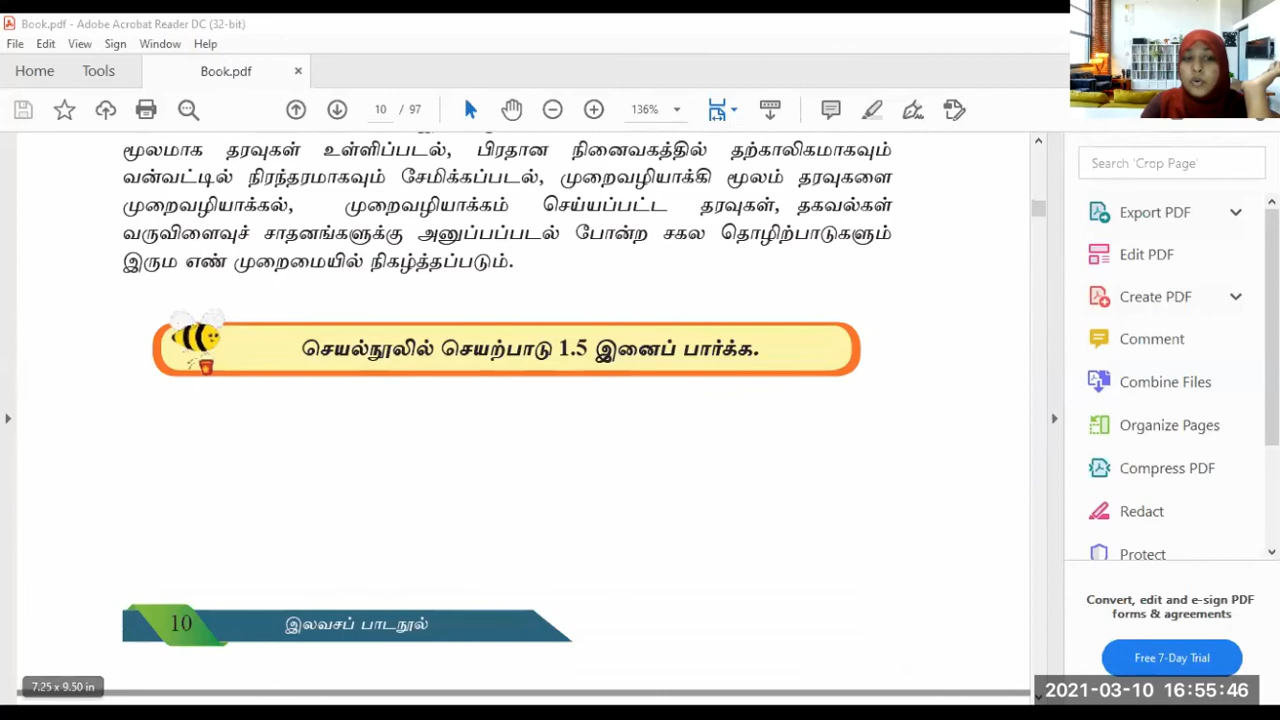 Book.pdf - Adobe Acrobat Reader DC (32-bit)
File Edit View Sign Window Help
Home Tools Book.pdf ×
10 / 97 136%
மூலமாக தரவுகள் உள்ளிப்படல், பிரதான நினைவகத்தில் தற்காலிகமாகவும்
வன்வட்டில் நிரந்தரமாகவும் சேமிக்கப்படல், முறைவழியாக்கி மூலம் தரவுகளை
முறைவழியாக்கல், முறைவழியாக்கம் செய்யப்பட்ட தரவுகள், தகவல்கள்
வருவிளைவுச் சாதனங்களுக்கு அனுப்பப்படல் போன்ற சகல தொழிற்பாடுகளும்
இரும எண் முறைமையில் நிகழ்த்தப்படும்.
செயல்நூலில் செயற்பாடு 1.5 இனைப் பார்க்க.
10 இலவசப் பாடநூல்
7.25 x 9.50 in
Search 'Crop Page'
Export PDF
Edit PDF
Create PDF
Comment
Combine Files
Organize Pages
Compress PDF
Redact
Protect
Convert, edit and e-sign PDF
forms & agreements
Free 7-Day Trial
2021-03-10 16:55:46